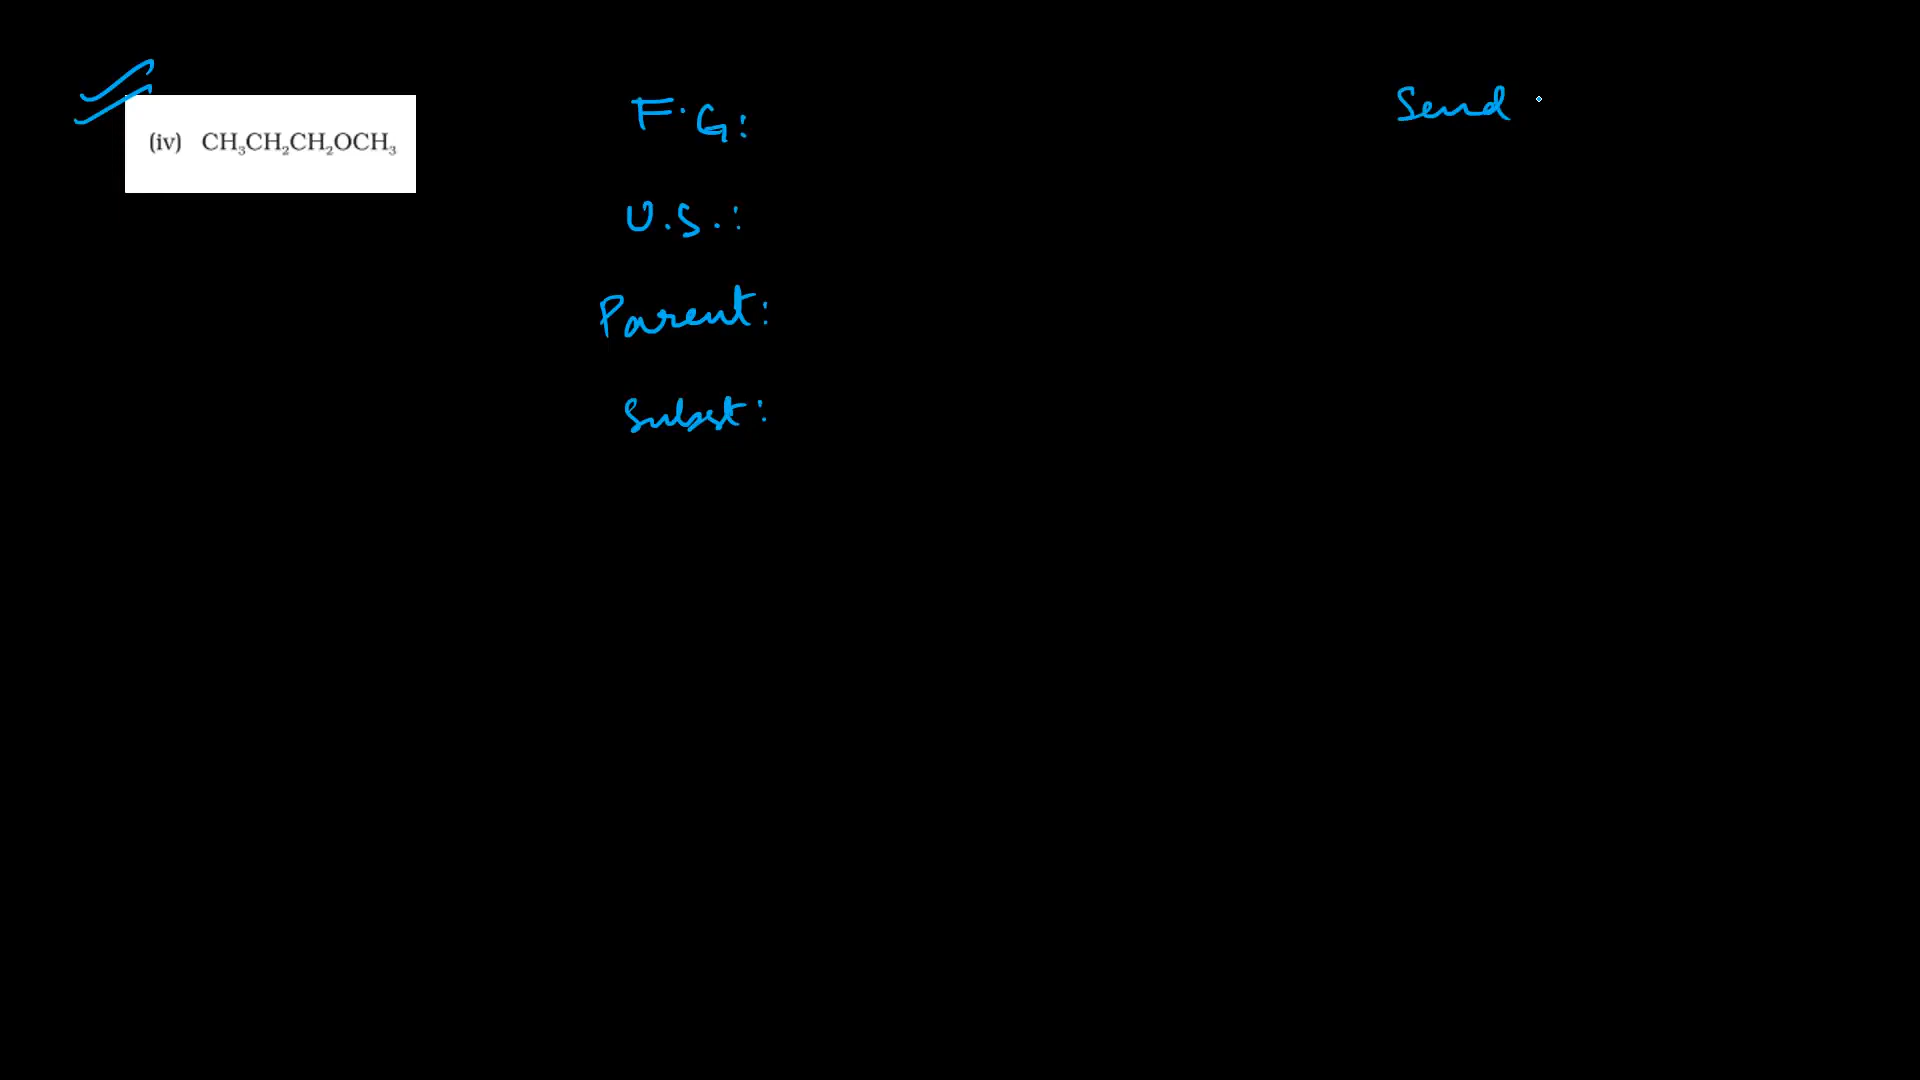 (iv) CH₃CH₂CH₂OCH₃
F.G:
U.S.:
Parent:
Subst:
Send